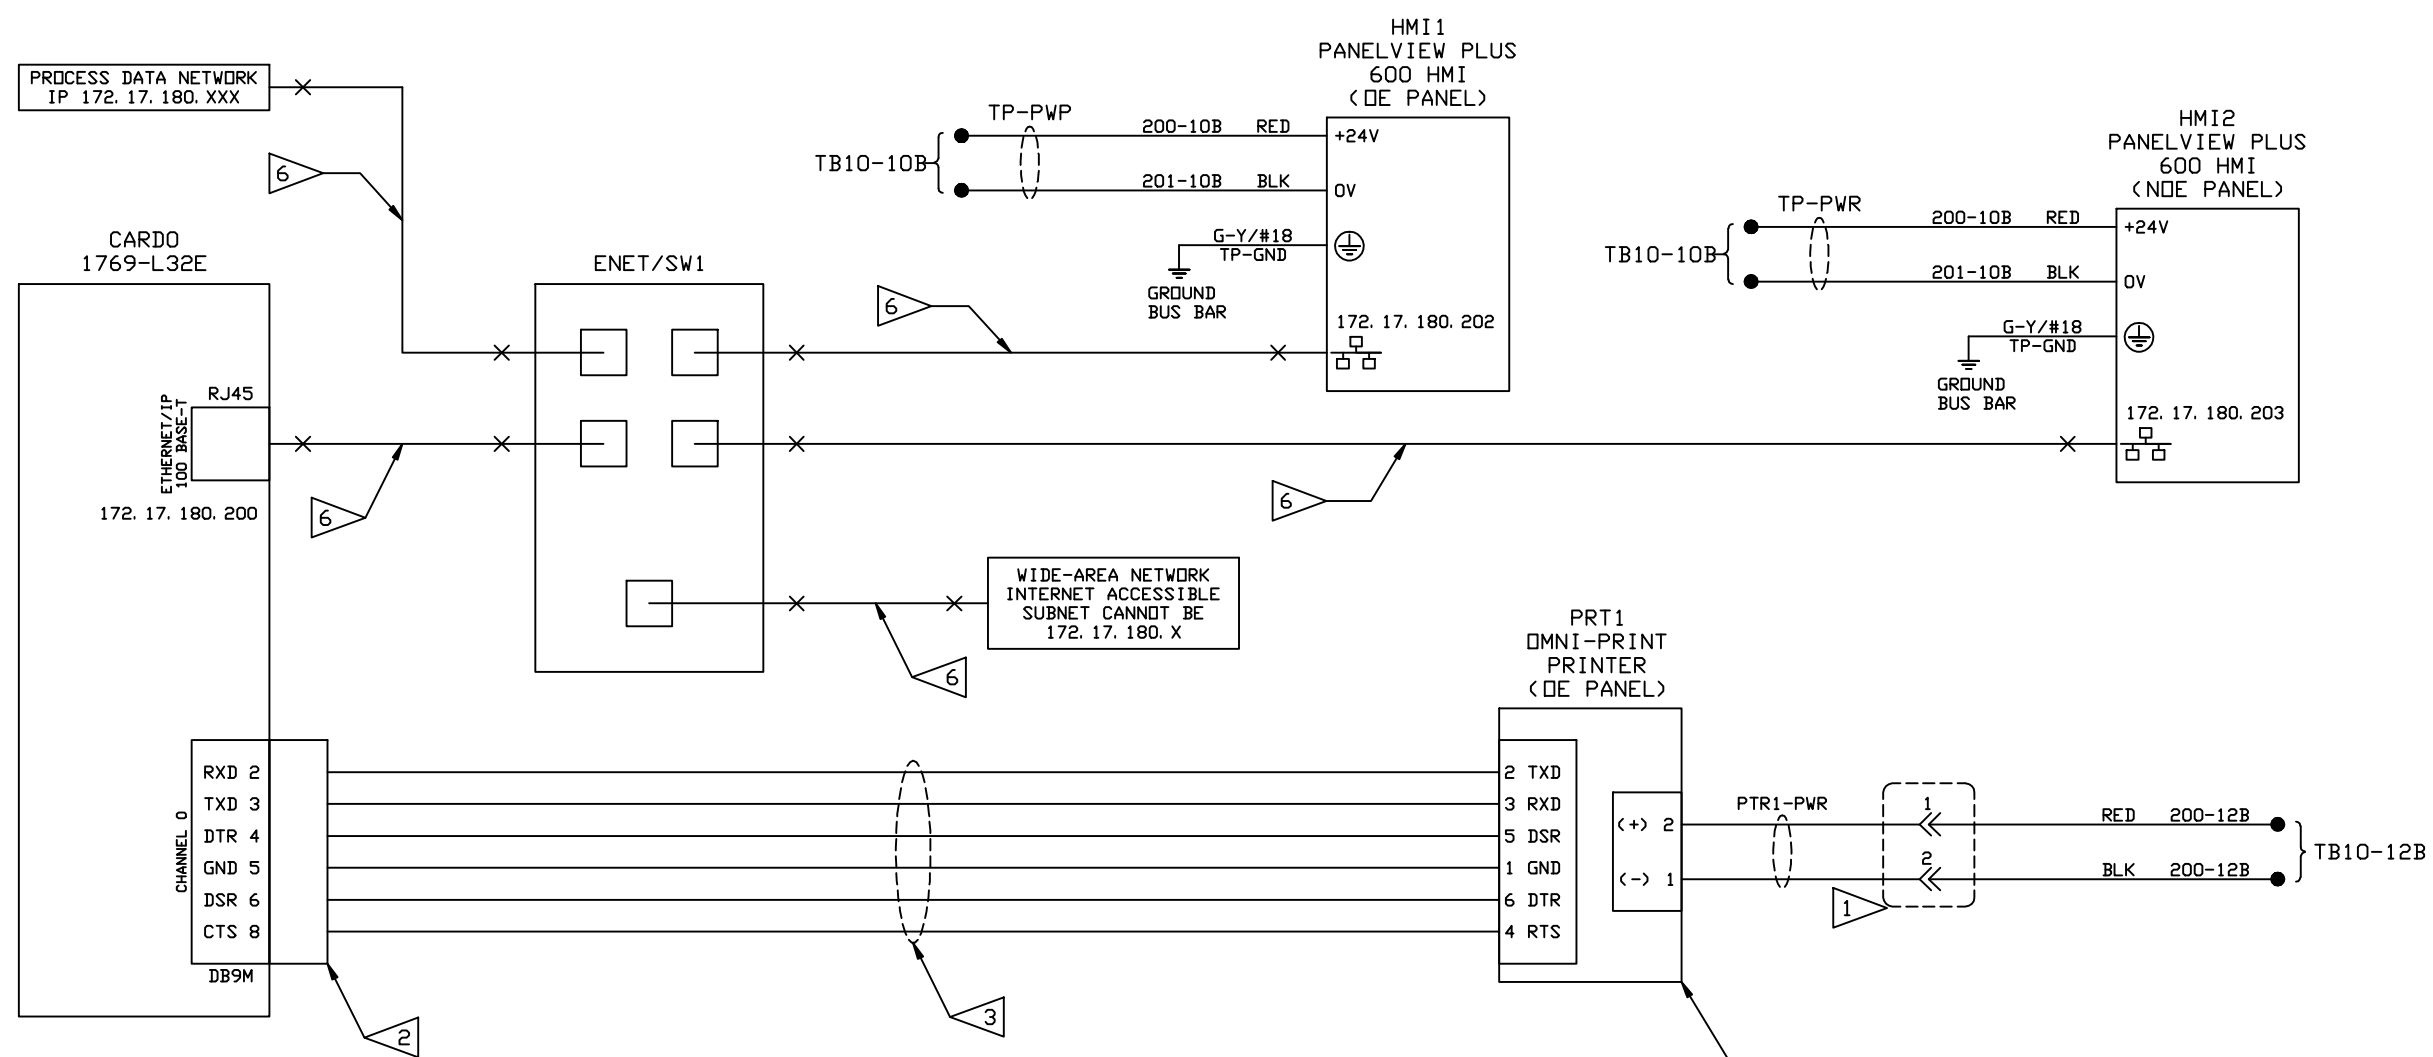 PROCESS DATA NETWORK
IP 172.17.180.XXX
6
CARD0
1769-L32E
RJ45
ETHERNET/IP
100 BASE-T
172.17.180.200
6
ENET/SW1
HMI1
PANELVIEW PLUS
600 HMI
(OE PANEL)
TP-PWP
TB10-10B
200-10B RED
+24V
201-10B BLK
0V
G-Y/#18
TP-GND
GROUND
BUS BAR
6
172.17.180.202
HMI2
PANELVIEW PLUS
600 HMI
(NOE PANEL)
TP-PWR
TB10-10B
200-10B RED
+24V
201-10B BLK
0V
G-Y/#18
TP-GND
GROUND
BUS BAR
172.17.180.203
6
WIDE-AREA NETWORK
INTERNET ACCESSIBLE
SUBNET CANNOT BE
172.17.180.X
6
CHANNEL 0
RXD 2
TXD 3
DTR 4
GND 5
DSR 6
CTS 8
DB9M
2
3
PRT1
OMNI-PRINT
PRINTER
(OE PANEL)
2 TXD
3 RXD
5 DSR
1 GND
6 DTR
4 RTS
(+) 2
(-) 1
PTR1-PWR
1
2
1
RED 200-12B
BLK 200-12B
TB10-12B